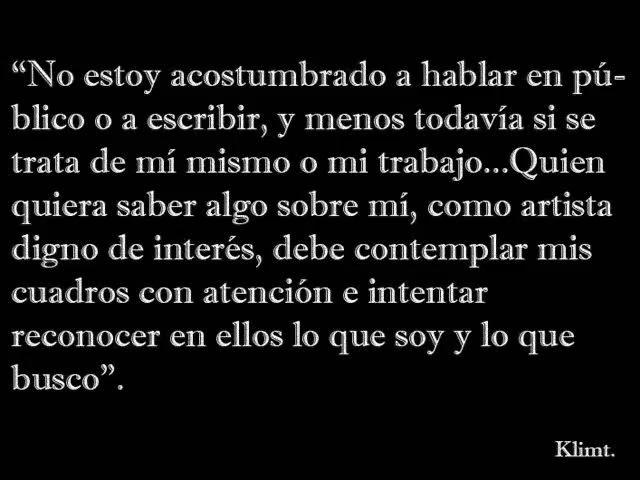 “No estoy acostumbrado a hablar en pú-
blico o a escribir, y menos todavía si se
trata de mí mismo o mi trabajo...Quien
quiera saber algo sobre mí, como artista
digno de interés, debe contemplar mis
cuadros con atención e intentar
reconocer en ellos lo que soy y lo que
busco”.
Klimt.